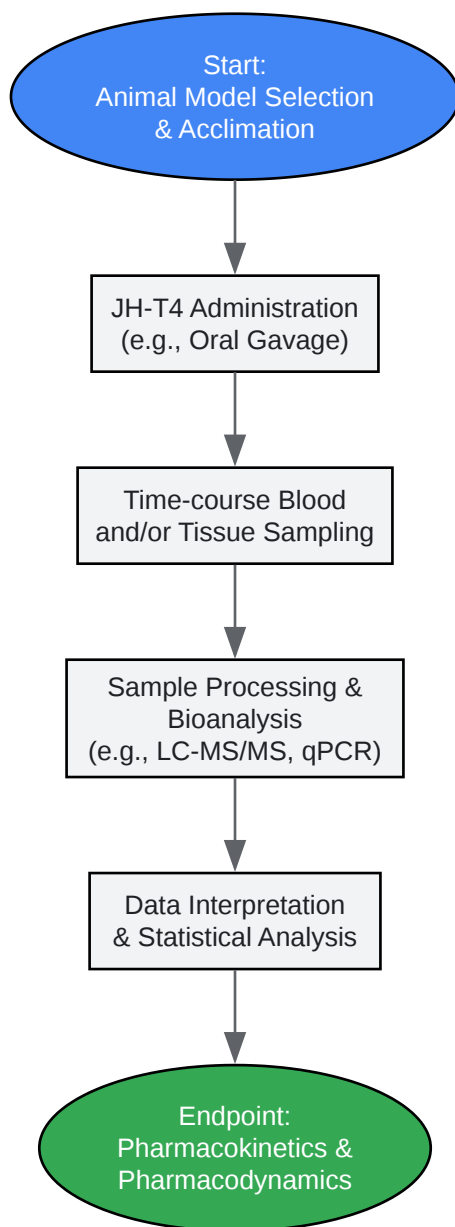 Start:
Animal Model Selection
& Acclimation
JH-T4 Administration
(e.g., Oral Gavage)
Time-course Blood
and/or Tissue Sampling
Sample Processing &
Bioanalysis
(e.g., LC-MS/MS, qPCR)
Data Interpretation
& Statistical Analysis
Endpoint:
Pharmacokinetics &
Pharmacodynamics